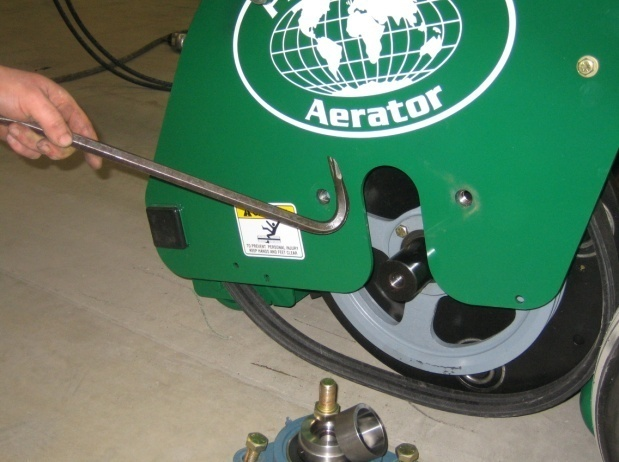 Aerator
TO PREVENT PERSONAL INJURY
KEEP HANDS AND FEET CLEAR